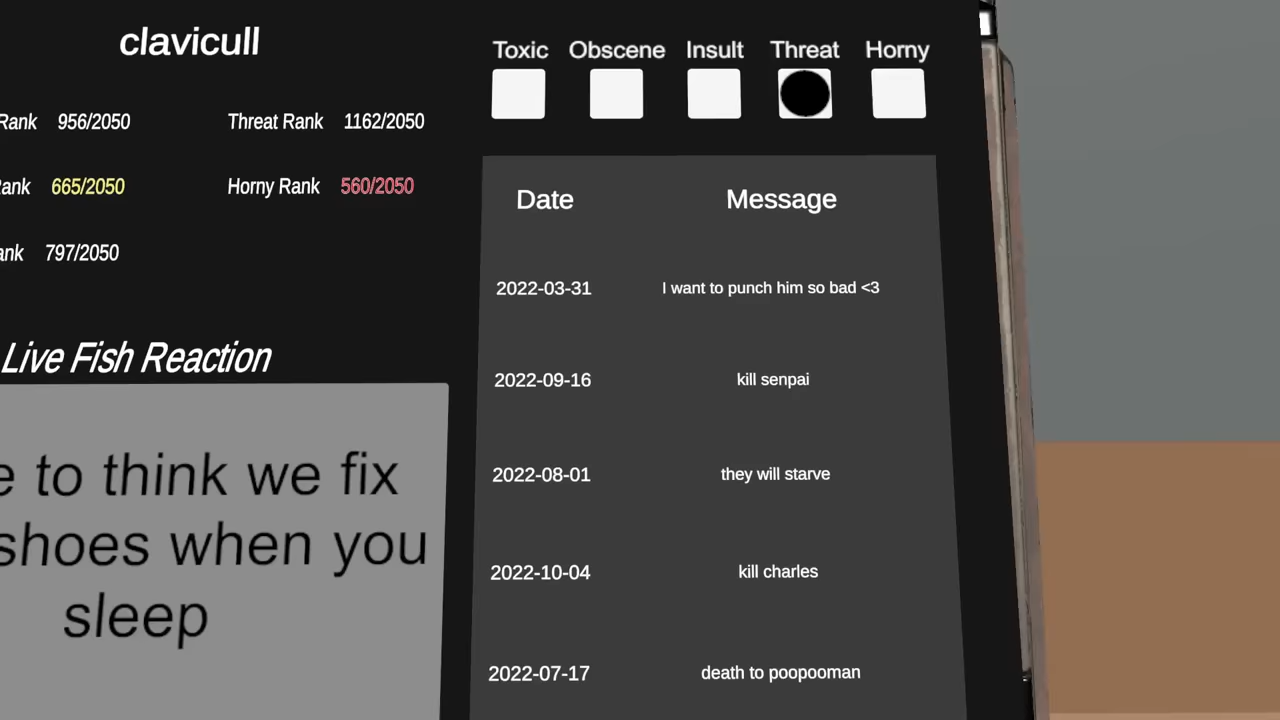 clavicull
Rank 956/2050
Threat Rank 1162/2050
Rank 665/2050
Horny Rank 560/2050
797/2050
Live Fish Reaction
to think we fix
shoes when you
sleep
Toxic Obscene Insult Threat Horny
Date Message
2022-03-31 I want to punch him so bad <3
2022-09-16 kill senpai
2022-08-01 they will starve
2022-10-04 kill charles
2022-07-17 death to poopooman